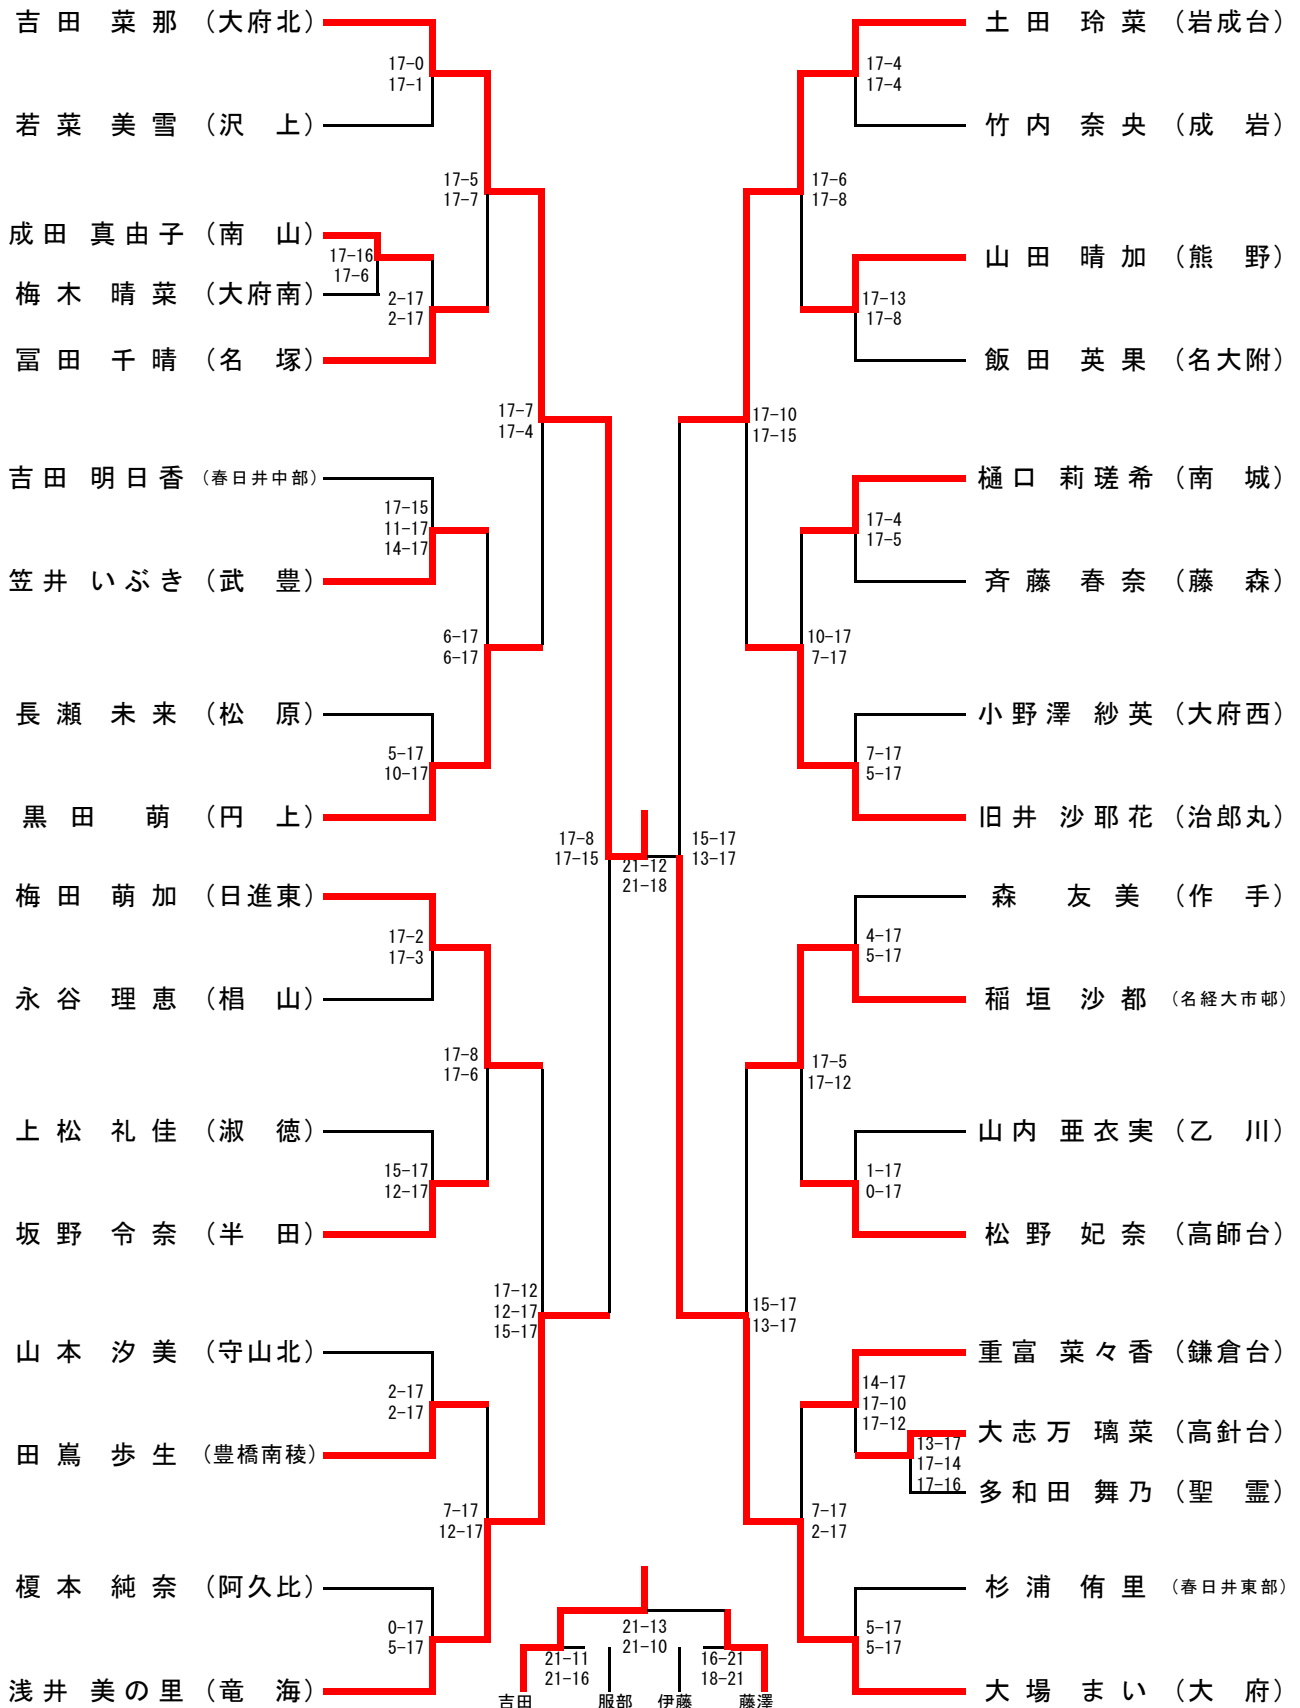 吉田 菜那 (大府北)
17-0
17-1
若菜 美雪 (沢 上)
17-5
17-7
成田 真由子 (南 山)
17-16
17-6
梅木 晴菜 (大府南)
2-17
2-17
冨田 千晴 (名 塚)
17-7
17-4
吉田 明日香 (春日井中部)
17-15
11-17
14-17
笠井 いぶき (武 豊)
6-17
6-17
長瀬 未来 (松 原)
5-17
10-17
黒田 萌 (円 上)
17-8
17-15
梅田 萌加 (日進東)
17-2
17-3
永谷 理恵 (椙 山)
17-8
17-6
上松 礼佳 (淑 徳)
15-17
12-17
坂野 令奈 (半 田)
17-12
12-17
15-17
山本 汐美 (守山北)
2-17
2-17
田嶌 歩生 (豊橋南稜)
7-17
12-17
榎本 純奈 (阿久比)
0-17
5-17
浅井 美の里 (竜 海)
21-12
21-18
土田 玲菜 (岩成台)
17-4
17-4
竹内 奈央 (成 岩)
17-6
17-8
山田 晴加 (熊 野)
17-13
17-8
飯田 英果 (名大附)
17-10
17-15
樋口 莉瑳希 (南 城)
17-4
17-5
斉藤 春奈 (藤 森)
10-17
7-17
小野澤 紗英 (大府西)
7-17
5-17
旧井 沙耶花 (治郎丸)
15-17
13-17
森 友美 (作 手)
4-17
5-17
稲垣 沙都 (名経大市邨)
17-5
17-12
山内 亜衣実 (乙 川)
1-17
0-17
松野 妃奈 (高師台)
15-17
13-17
重富 菜々香 (鎌倉台)
14-17
17-10
17-12
大志万 璃菜 (高針台)
13-17
17-14
17-16
多和田 舞乃 (聖 霊)
7-17
2-17
杉浦 侑里 (春日井東部)
5-17
5-17
大場 まい (大 府)
21-13
21-10
21-11
21-16
16-21
18-21
吉田 服部 伊藤 藤澤